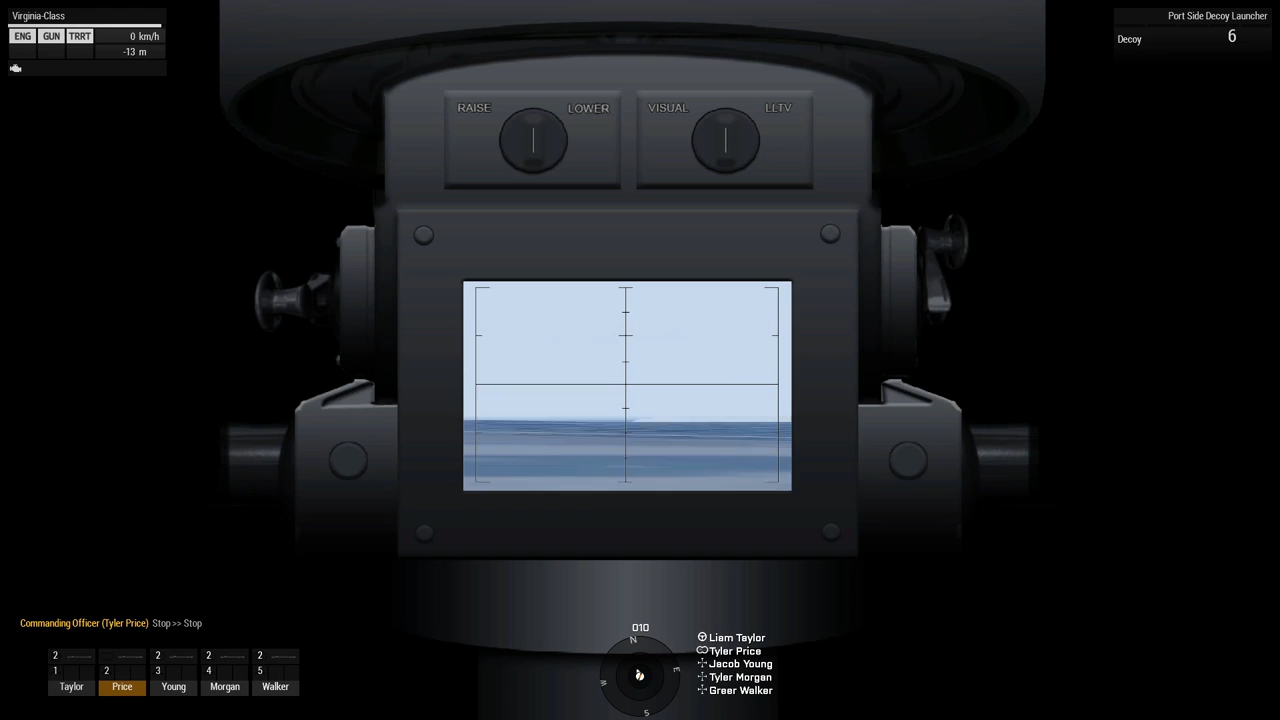 Virginia-Class
ENG GUN TRRT 0 km/h
-13 m
Port Side Decoy Launcher
Decoy 6
RAISE LOWER
VISUAL LLTV
Commanding Officer (Tyler Price) Stop >> Stop
2 2 2 2
1 2 3 4 5
Taylor Price Young Morgan Walker
010
N
E
W
S
Liam Taylor
Tyler Price
Jacob Young
Tyler Morgan
Greer Walker